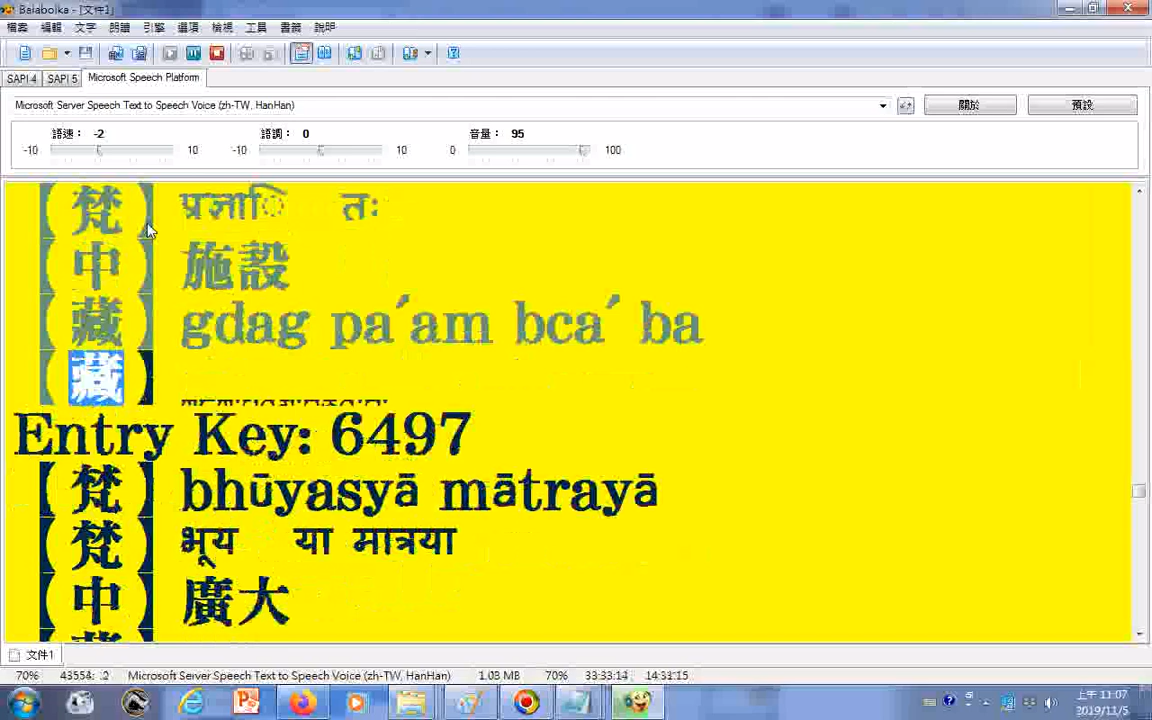 Balabolka - [文件1]
檔案 編輯 文字 朗讀 引擎 選項 檢視 工具 書籤 說明
SAPI 4 SAPI 5 Microsoft Speech Platform
Microsoft Server Speech Text to Speech Voice (zh-TW, HanHan) 關於 預設
語速： -2 語調： 0 音量： 95
-10 10 -10 10 0 100
【梵】
【中】 施設
【藏】 gdag pa´am bca´ ba
【藏】
Entry Key: 6497
【梵】 bhūyasyā mātrayā
【梵】 भूय या मात्रया
【中】 廣大
文件1
70% 43554: 2 Microsoft Server Speech Text to Speech Voice (zh-TW, HanHan) 1.03 MB 70% 33:33:14 14:33:15
上午 11:07
2019/11/5